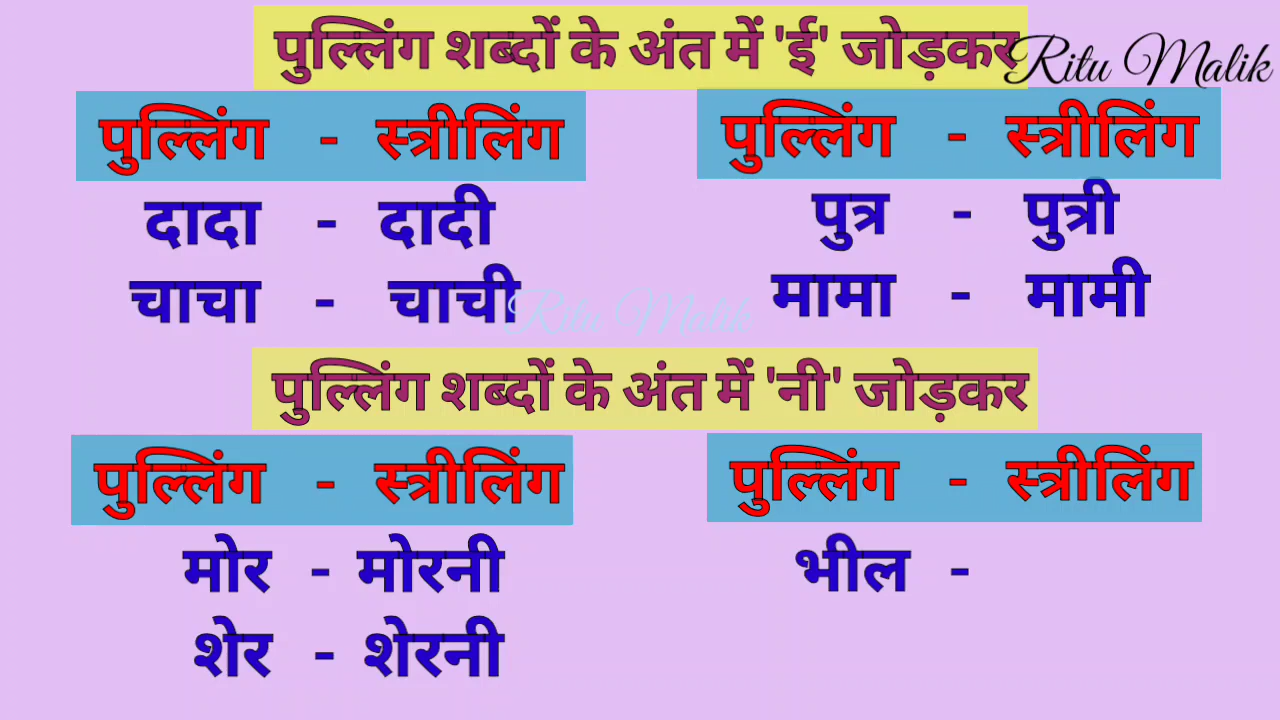 पुल्लिंग शब्दों के अंत में 'ई' जोड़कर
Ritu Malik
पुल्लिंग - स्त्रीलिंग
दादा - दादी
चाचा - चाची
पुल्लिंग - स्त्रीलिंग
पुत्र - पुत्री
मामा - मामी
Ritu Malik
पुल्लिंग शब्दों के अंत में 'नी' जोड़कर
पुल्लिंग - स्त्रीलिंग
मोर - मोरनी
शेर - शेरनी
पुल्लिंग - स्त्रीलिंग
भील -